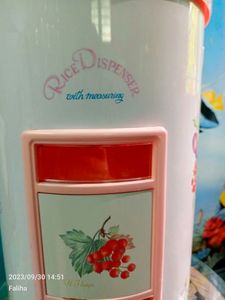 RICE DISPENSER
with measuring
2023/09/30 14:51
Faliha